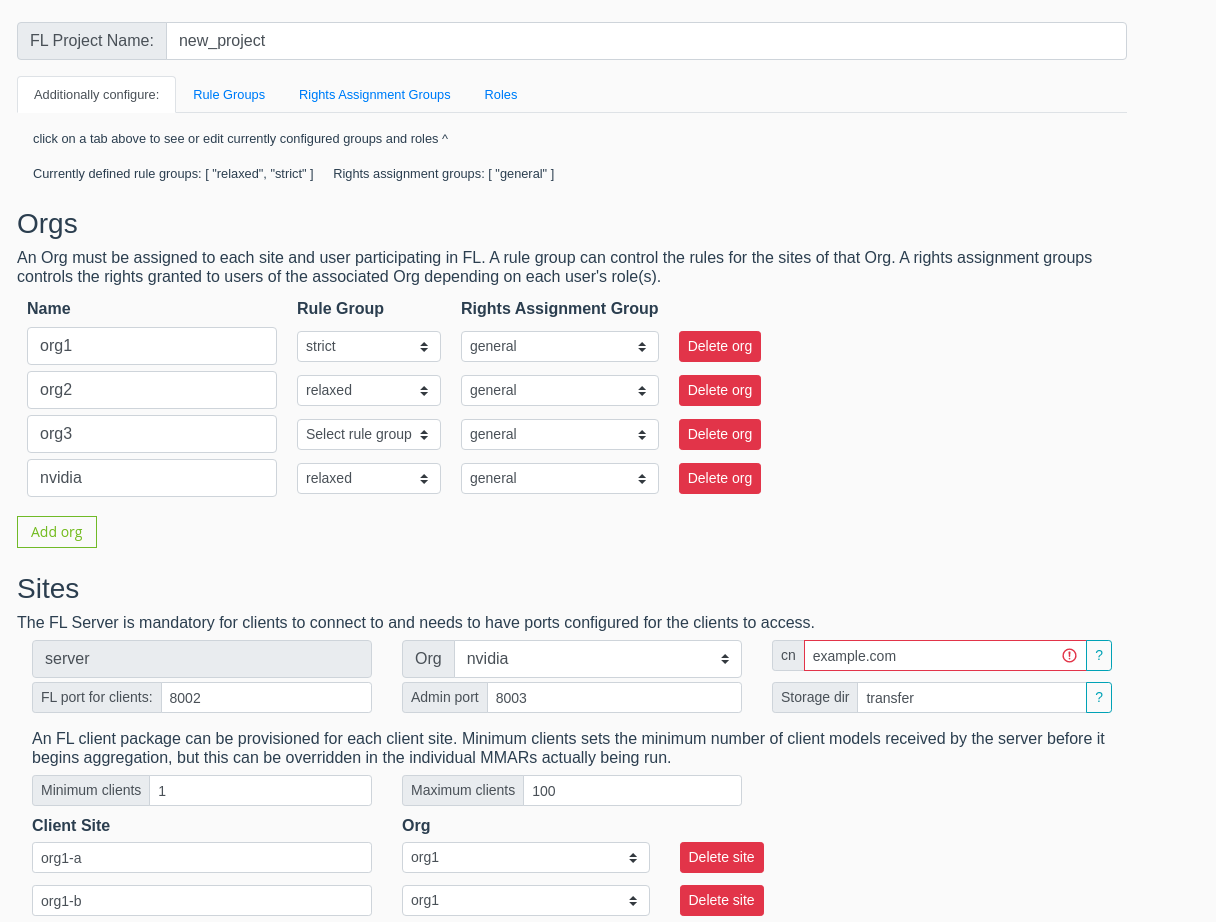 FL Project Name: new_project
Additionally configure: Rule Groups Rights Assignment Groups Roles
click on a tab above to see or edit currently configured groups and roles ^
Currently defined rule groups: [ "relaxed", "strict" ] Rights assignment groups: [ "general" ]
Orgs
An Org must be assigned to each site and user participating in FL. A rule group can control the rules for the sites of that Org. A rights assignment groups
controls the rights granted to users of the associated Org depending on each user's role(s).
Name Rule Group Rights Assignment Group
org1 strict general Delete org
org2 relaxed general Delete org
org3 Select rule group general Delete org
nvidia relaxed general Delete org
Add org
Sites
The FL Server is mandatory for clients to connect to and needs to have ports configured for the clients to access.
server Org nvidia cn example.com ?
FL port for clients: 8002 Admin port 8003 Storage dir transfer ?
An FL client package can be provisioned for each client site. Minimum clients sets the minimum number of client models received by the server before it
begins aggregation, but this can be overridden in the individual MMARs actually being run.
Minimum clients 1 Maximum clients 100
Client Site Org
org1-a org1 Delete site
org1-b org1 Delete site